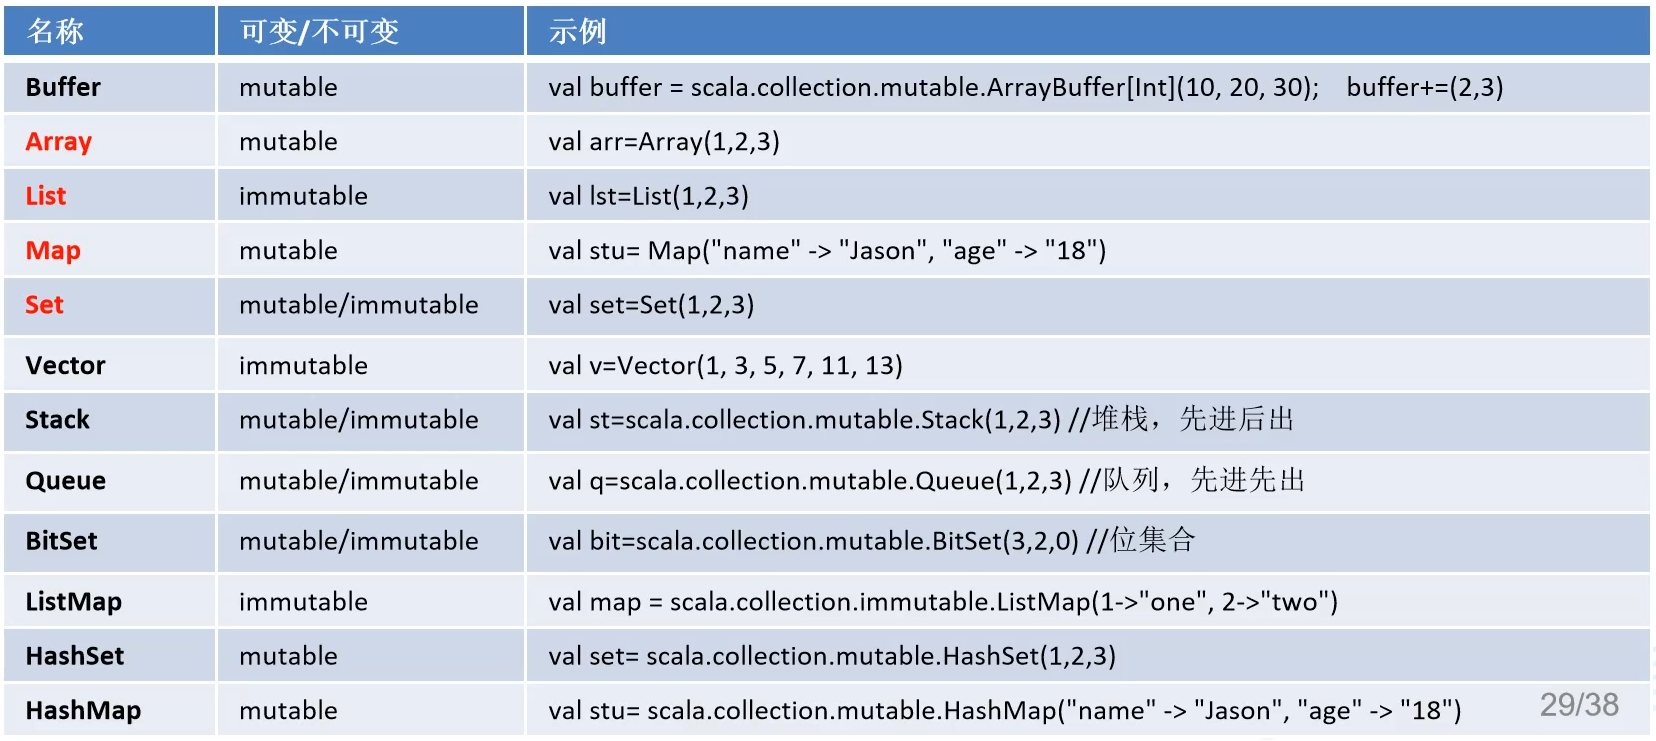 名称 可变/不可变 示例
Buffer mutable val buffer = scala.collection.mutable.ArrayBuffer[Int](10, 20, 30); buffer+=(2,3)
Array mutable val arr=Array(1,2,3)
List immutable val lst=List(1,2,3)
Map mutable val stu= Map("name" -> "Jason", "age" -> "18")
Set mutable/immutable val set=Set(1,2,3)
Vector immutable val v=Vector(1, 3, 5, 7, 11, 13)
Stack mutable/immutable val st=scala.collection.mutable.Stack(1,2,3) //堆栈，先进后出
Queue mutable/immutable val q=scala.collection.mutable.Queue(1,2,3) //队列，先进先出
BitSet mutable/immutable val bit=scala.collection.mutable.BitSet(3,2,0) //位集合
ListMap immutable val map = scala.collection.immutable.ListMap(1->"one", 2->"two")
HashSet mutable val set= scala.collection.mutable.HashSet(1,2,3)
HashMap mutable val stu= scala.collection.mutable.HashMap("name" -> "Jason", "age" -> "18")
29/38